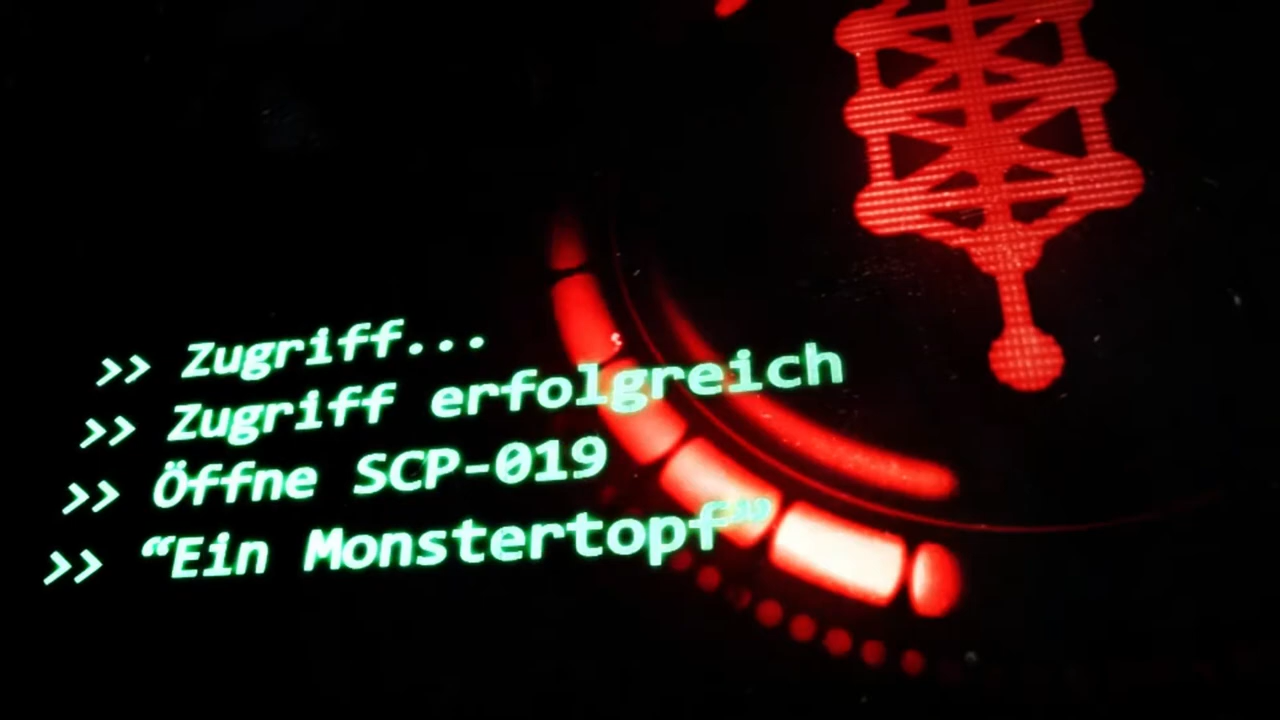 >> Zugriff...
>> Zugriff erfolgreich
>> Öffne SCP-019
>> “Ein Monstertopf”